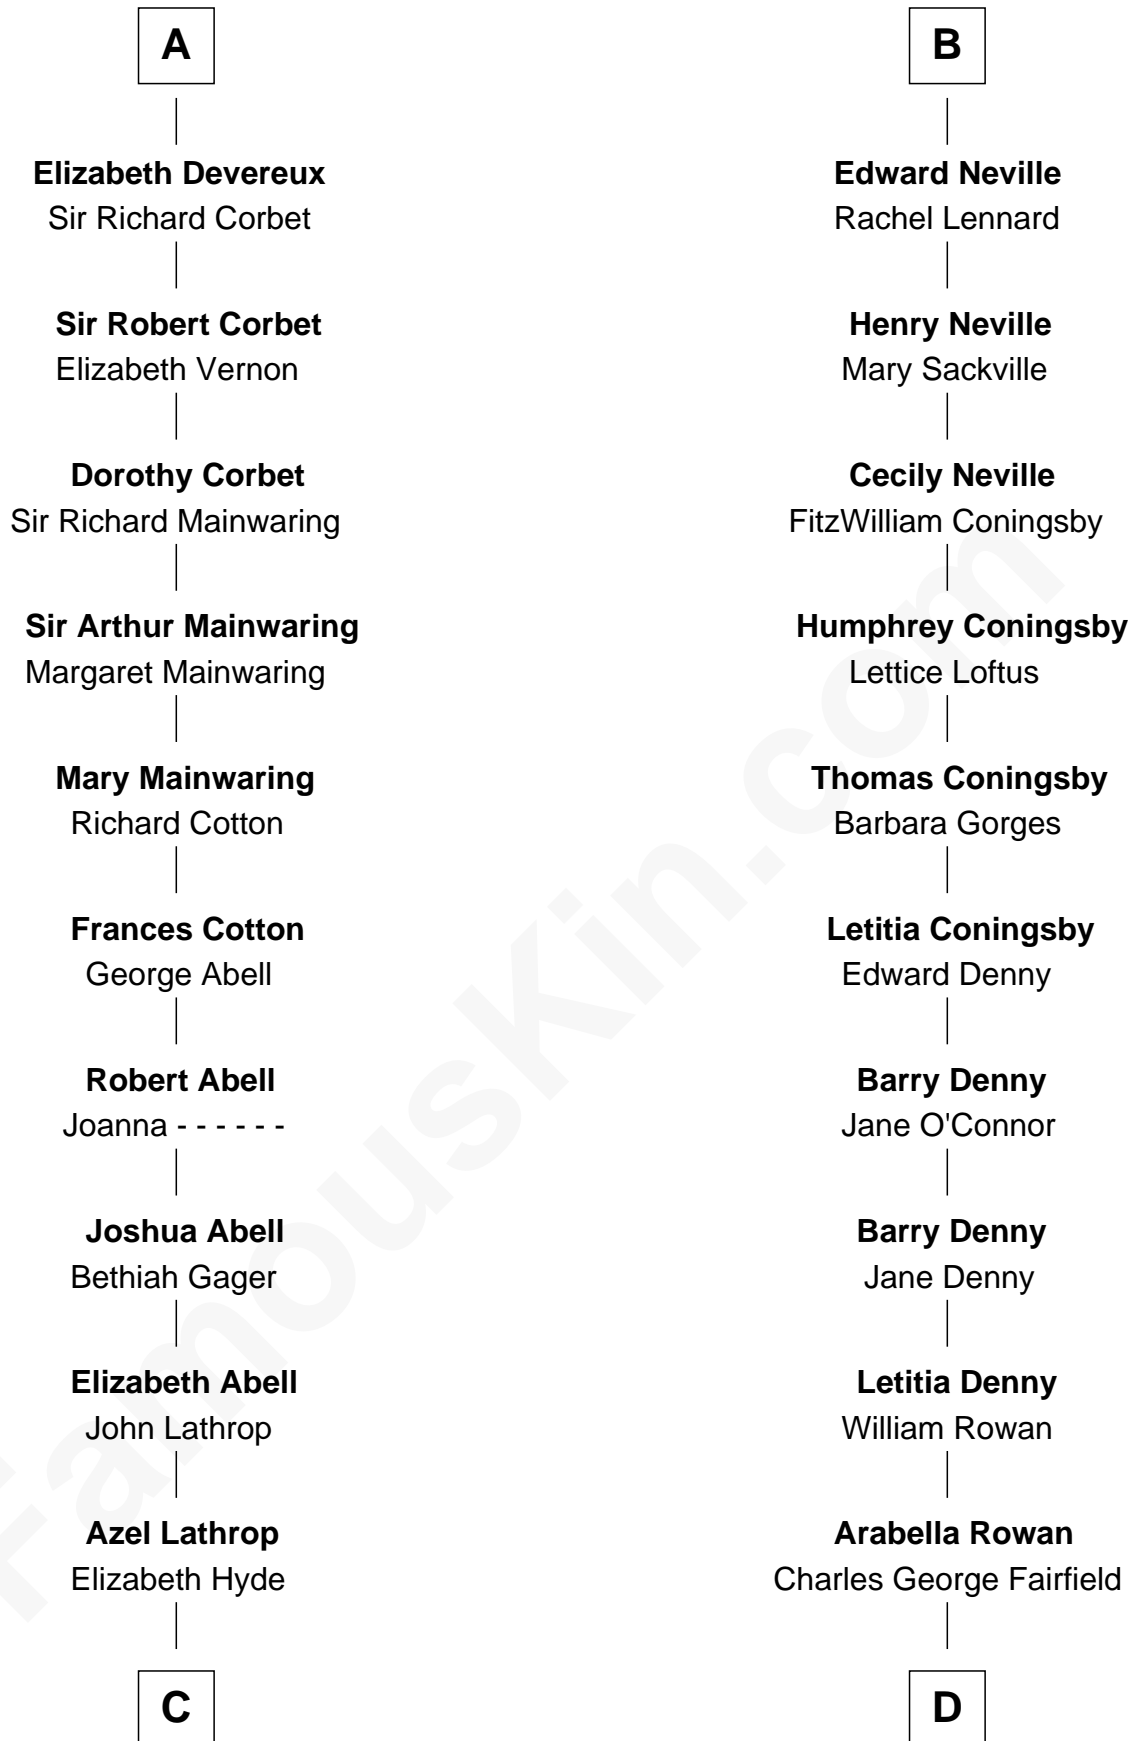 A
Elizabeth Devereux
Sir Richard Corbet
Sir Robert Corbet
Elizabeth Vernon
Dorothy Corbet
Sir Richard Mainwaring
Sir Arthur Mainwaring
Margaret Mainwaring
Mary Mainwaring
Richard Cotton
Frances Cotton
George Abell
Robert Abell
Joanna - - - - - -
Joshua Abell
Bethiah Gager
Elizabeth Abell
John Lathrop
Azel Lathrop
Elizabeth Hyde
C
B
Edward Neville
Rachel Lennard
Henry Neville
Mary Sackville
Cecily Neville
FitzWilliam Coningsby
Humphrey Coningsby
Lettice Loftus
Thomas Coningsby
Barbara Gorges
Letitia Coningsby
Edward Denny
Barry Denny
Jane O'Connor
Barry Denny
Jane Denny
Letitia Denny
William Rowan
Arabella Rowan
Charles George Fairfield
D
FamousKin.com